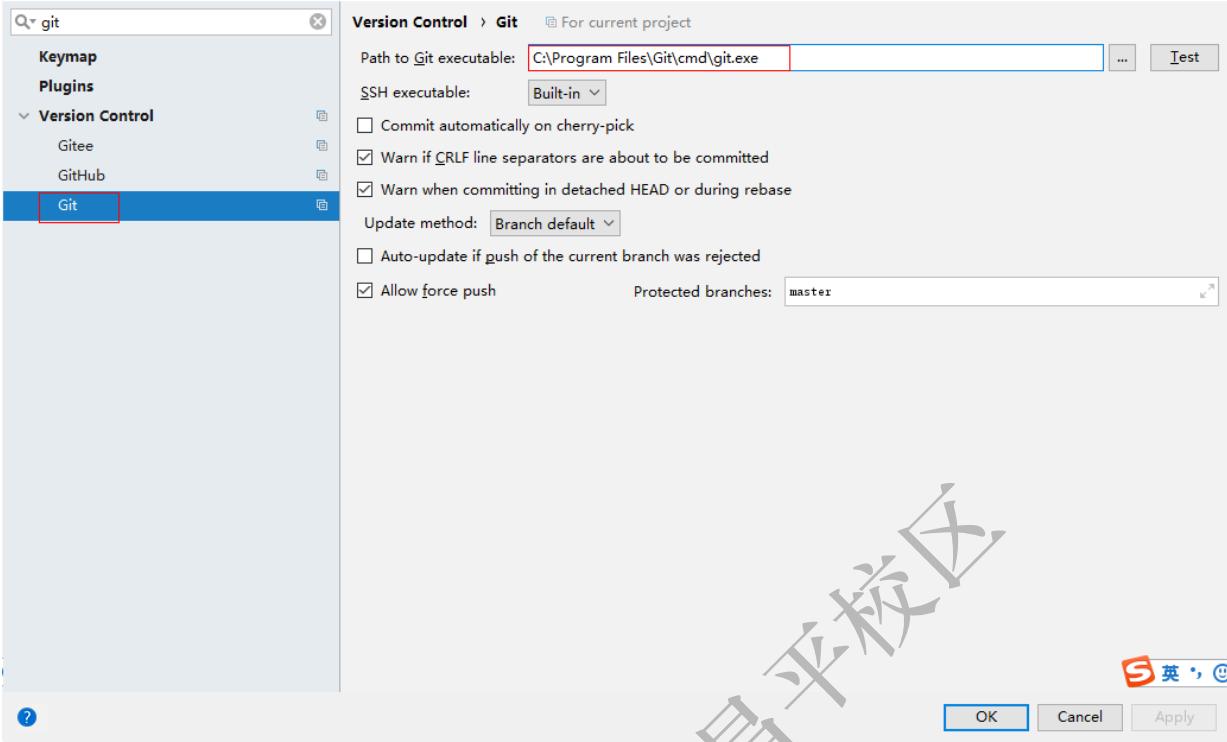 git
Keymap
Plugins
Version Control
Gitee
GitHub
Git
Version Control › Git For current project
Path to Git executable: C:\Program Files\Git\cmd\git.exe ... Test
SSH executable: Built-in
Commit automatically on cherry-pick
Warn if CRLF line separators are about to be committed
Warn when committing in detached HEAD or during rebase
Update method: Branch default
Auto-update if push of the current branch was rejected
Allow force push Protected branches: master
昌平校区
S 英 •,
? OK Cancel Apply